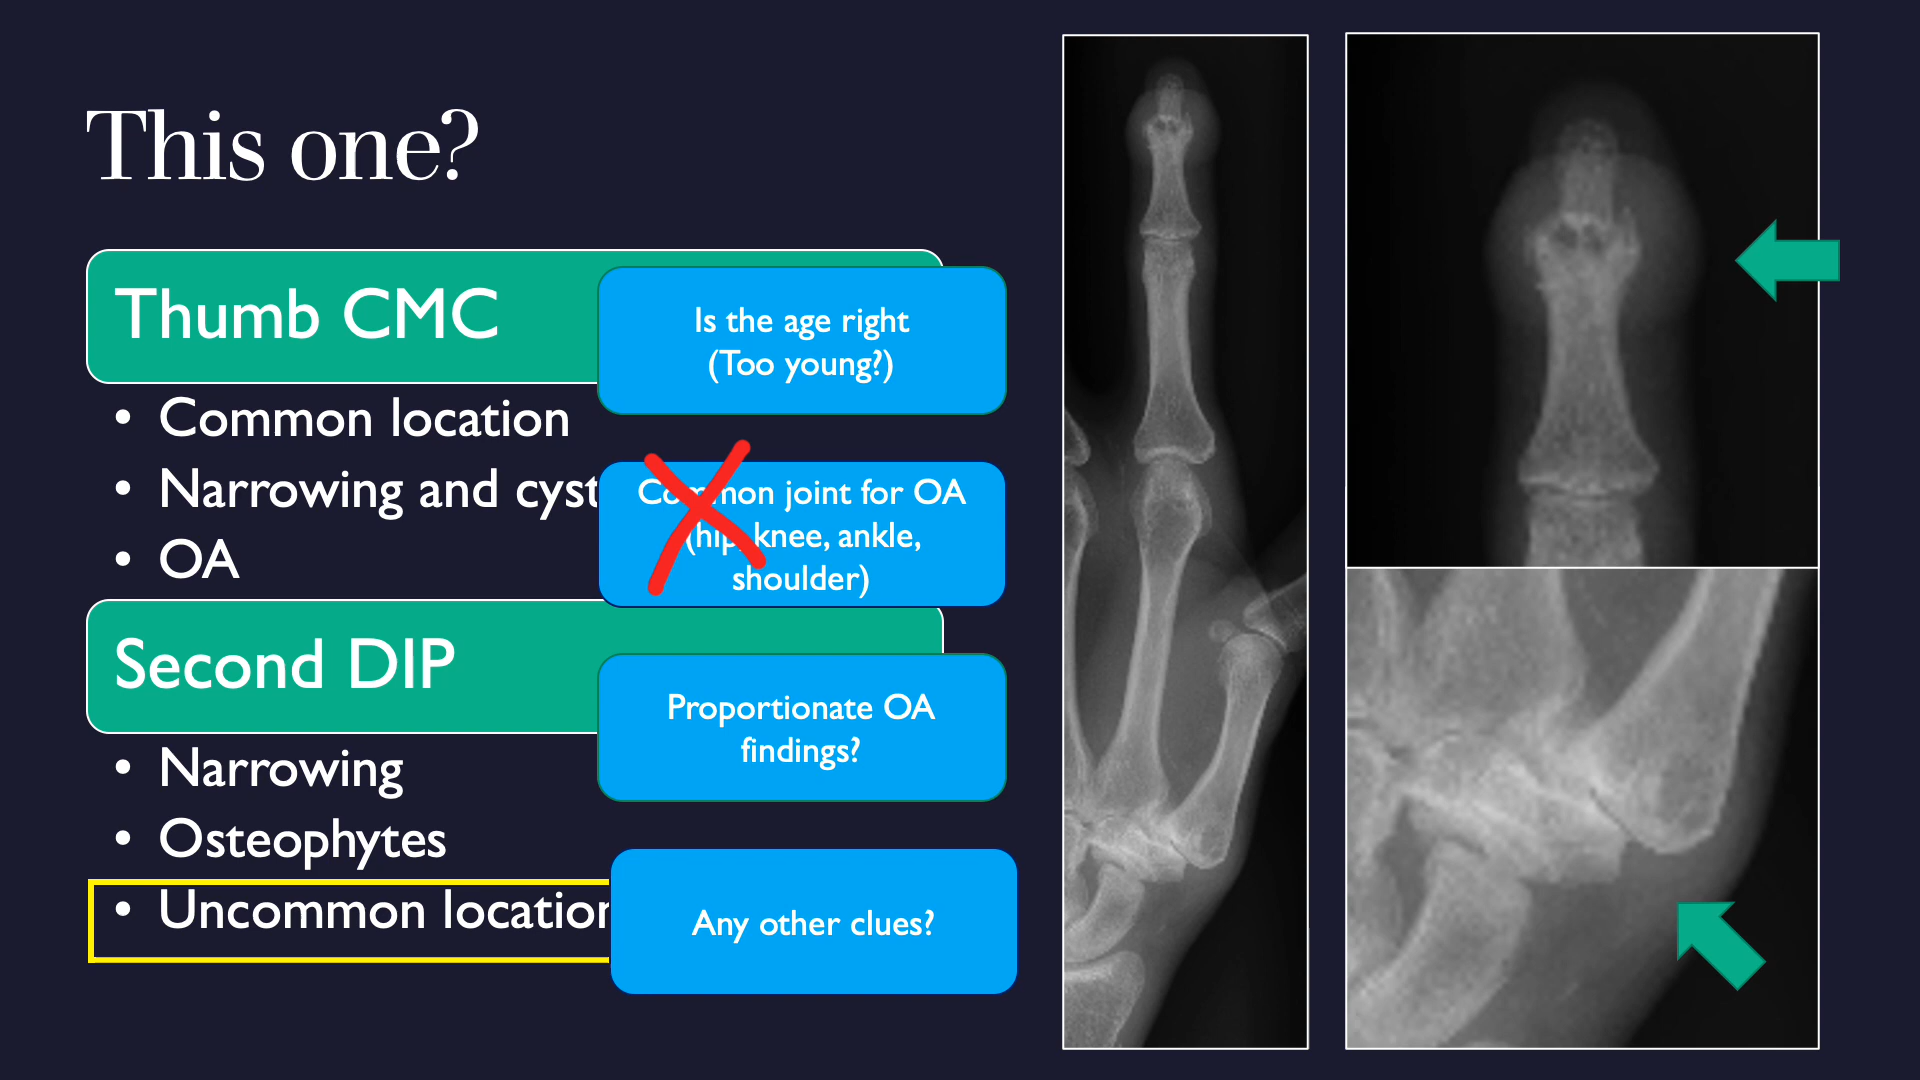 This one?
Thumb CMC
• Common location
• Narrowing and cyst
• OA
Second DIP
• Narrowing
• Osteophytes
• Uncommon location
Is the age right
(Too young?)
Common joint for OA
(hip, knee, ankle,
shoulder)
Proportionate OA
findings?
Any other clues?